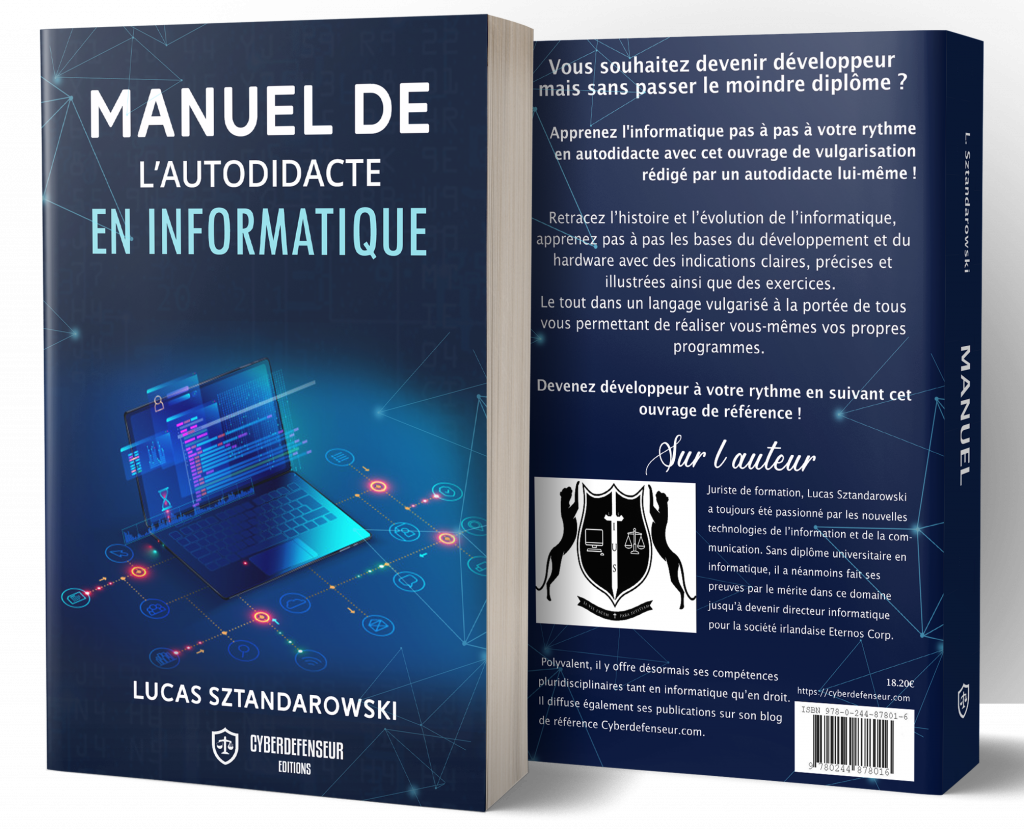 MANUEL DE
L'AUTODIDACTE
EN INFORMATIQUE
LUCAS SZTANDAROWSKI
CYBERDEFENSEUR
EDITIONS
Vous souhaitez devenir développeur
mais sans passer le moindre diplôme ?
Apprenez l'informatique pas à pas à votre rythme
en autodidacte avec cet ouvrage de vulgarisation
rédigé par un autodidacte lui-même !
Retracez l'histoire et l'évolution de l'informatique,
apprenez pas à pas les bases du développement et du
hardware avec des indications claires, précises et
illustrées ainsi que des exercices.
Le tout dans un langage vulgarisé à la portée de tous
vous permettant de réaliser vous-mêmes vos propres
programmes.
Devenez développeur à votre rythme en suivant cet
ouvrage de référence !
Sur l'auteur
Juriste de formation, Lucas Sztandarowski
a toujours été passionné par les nouvelles
technologies de l'information et de la com-
munication. Sans diplôme universitaire en
informatique, il a néanmoins fait ses
preuves par le mérite dans ce domaine
jusqu'à devenir directeur informatique
pour la société irlandaise Eternos Corp.
Polyvalent, il y offre désormais ses compétences
pluridisciplinaires tant en informatique qu'en droit.
Il diffuse également ses publications sur son blog
de référence Cyberdefenseur.com.
18.20€
https://cyberdefenseur.com
ISBN 978-0-244-87801-6
9 780244 878016
L. Sztandarowski
MANUEL